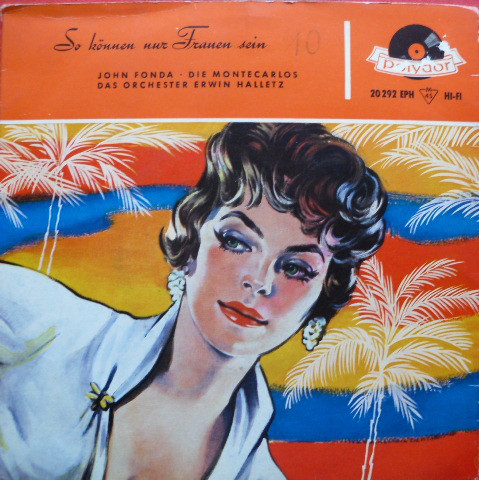 So können nur Frauen sein
10
JOHN FONDA · DIE MONTECARLOS
DAS ORCHESTER ERWIN HALLETZ
Polydor
20 292 EPH M 45 HI-FI